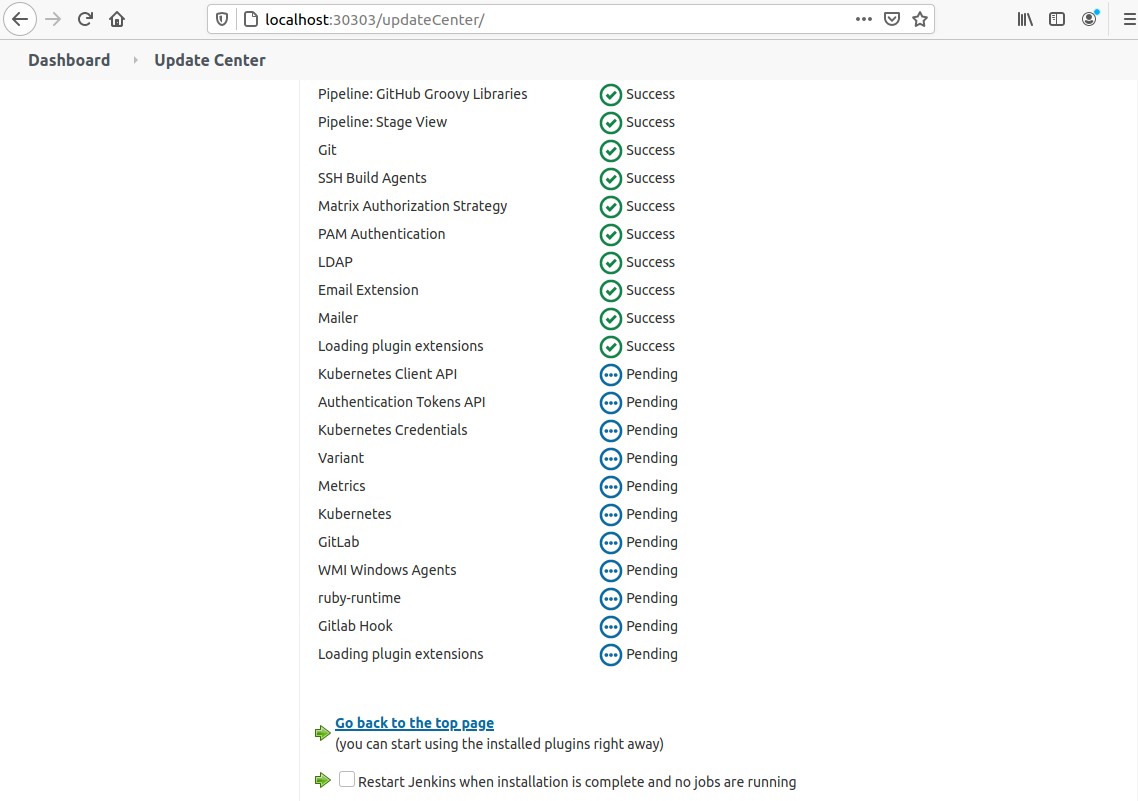 localhost:30303/updateCenter/
Dashboard Update Center
Pipeline: GitHub Groovy Libraries Success
Pipeline: Stage View Success
Git Success
SSH Build Agents Success
Matrix Authorization Strategy Success
PAM Authentication Success
LDAP Success
Email Extension Success
Mailer Success
Loading plugin extensions Success
Kubernetes Client API Pending
Authentication Tokens API Pending
Kubernetes Credentials Pending
Variant Pending
Metrics Pending
Kubernetes Pending
GitLab Pending
WMI Windows Agents Pending
ruby-runtime Pending
Gitlab Hook Pending
Loading plugin extensions Pending
Go back to the top page
(you can start using the installed plugins right away)
Restart Jenkins when installation is complete and no jobs are running